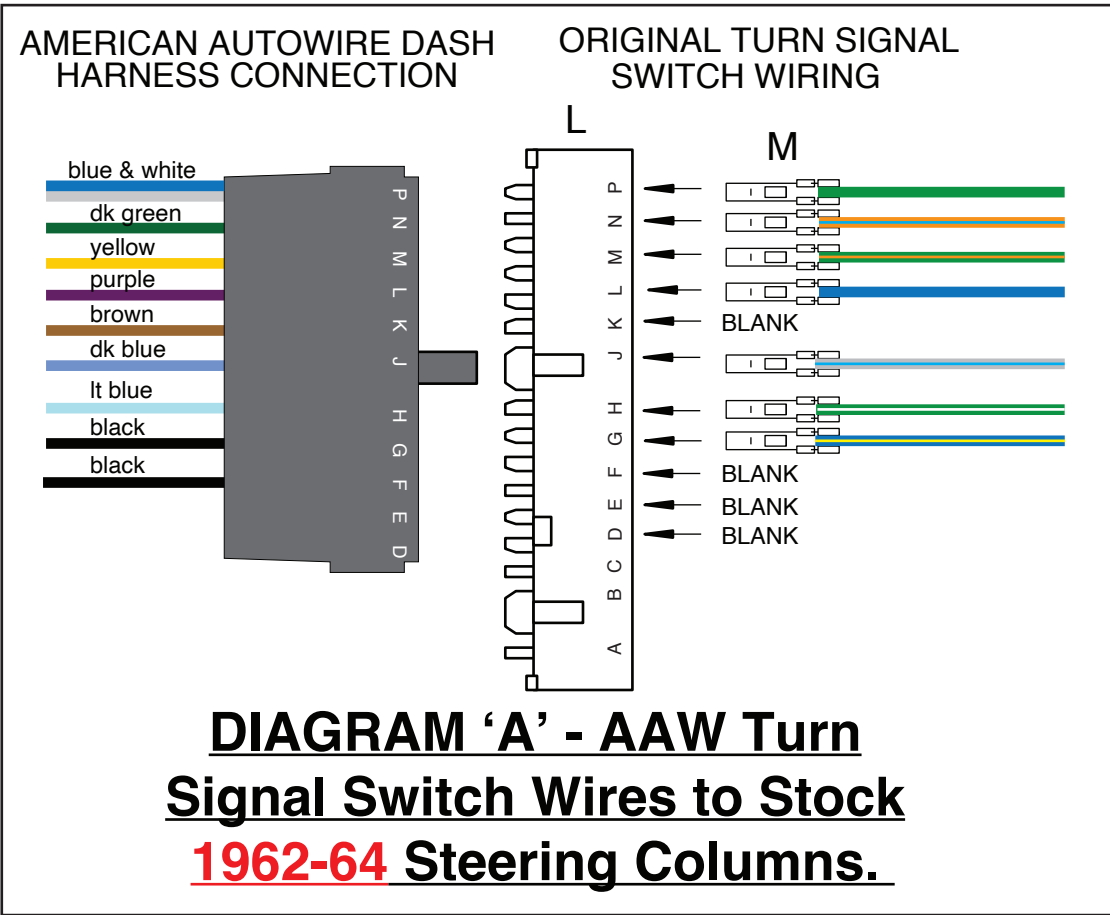 AMERICAN AUTOWIRE DASH
HARNESS CONNECTION
ORIGINAL TURN SIGNAL
SWITCH WIRING
L
M
blue & white
dk green
yellow
purple
brown
dk blue
lt blue
black
black
P
N
M
L
K
J
H
G
F
E
D
P
N
M
L
K
J
H
G
F
E
D
C
B
A
BLANK
BLANK
BLANK
BLANK
DIAGRAM ‘A’ - AAW Turn
Signal Switch Wires to Stock
1962-64 Steering Columns.